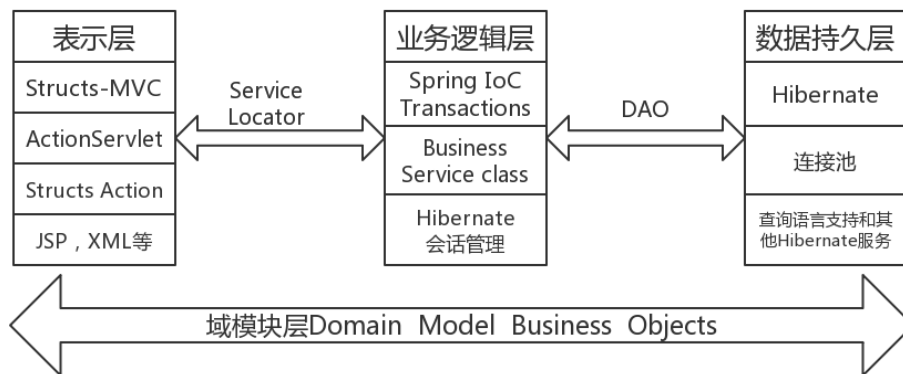 表示层
Structs-MVC
ActionServlet
Structs Action
JSP，XML等
Service
Locator
业务逻辑层
Spring IoC
Transactions
Business
Service class
Hibernate
会话管理
DAO
数据持久层
Hibernate
连接池
查询语言支持和其
他Hibernate服务
域模块层Domain Model Business Objects